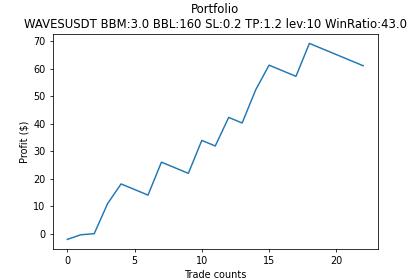 Portfolio
WAVESUSDT BBM:3.0 BBL:160 SL:0.2 TP:1.2 lev:10 WinRatio:43.0
70
60
50
40
30
20
10
0
Profit ($)
0 5 10 15 20
Trade counts